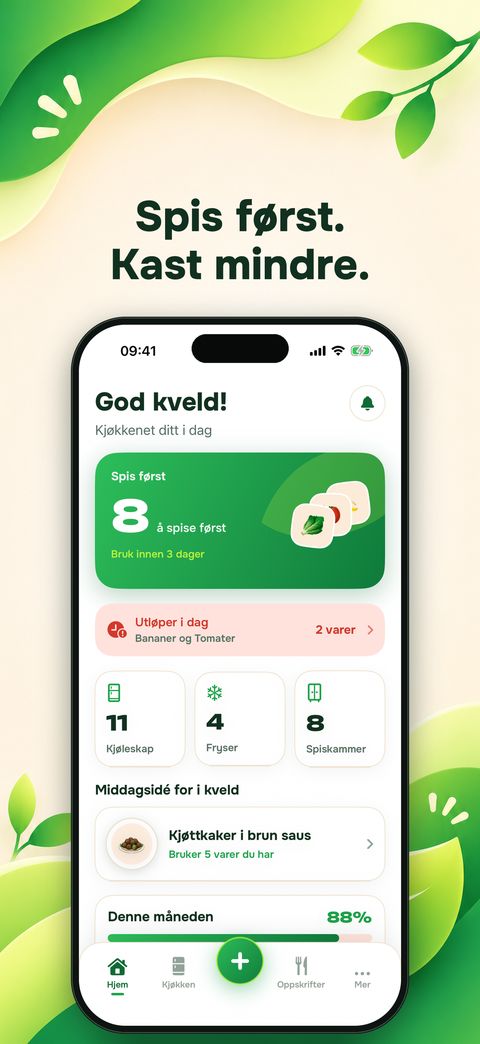 Spis først.
Kast mindre.
09:41
God kveld!
Kjøkkenet ditt i dag
Spis først
8 å spise først
Bruk innen 3 dager
Utløper i dag
Bananer og Tomater
2 varer
11
Kjøleskap
4
Fryser
8
Spiskammer
Middagsidé for i kveld
Kjøttkaker i brun saus
Bruker 5 varer du har
Denne måneden
88%
Hjem
Kjøkken
Oppskrifter
Mer